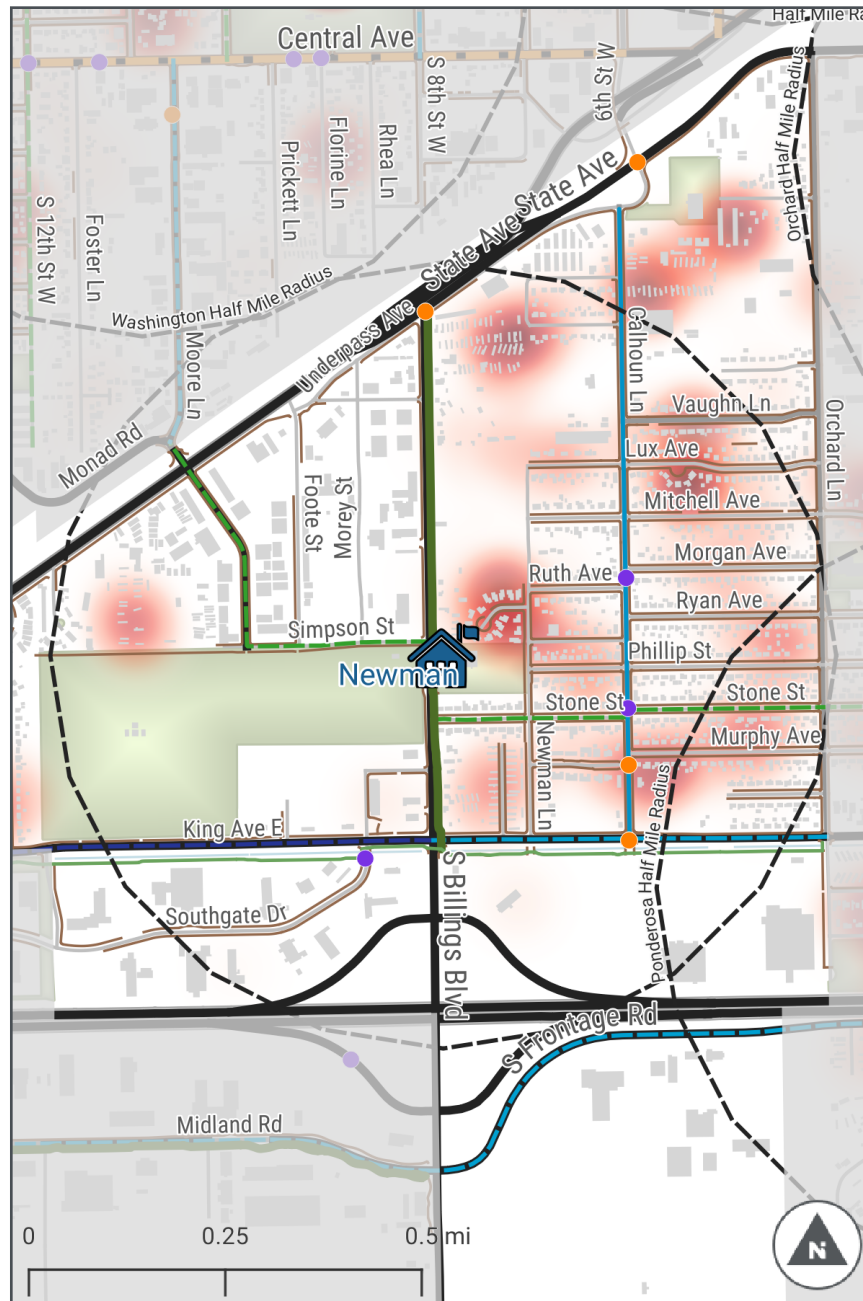 Half Mile Ra
Central Ave
6th St W
S 8th St W
Orchard Half Mile Radius
Rhea Ln
Florine Ln
Prickett Ln
S 12th St W
Foster Ln
State Ave
State Ave
Washington Half Mile Radius
Underpass Ave
Moore Ln
Calhoun Ln
Vaughn Ln
Orchard Ln
Monad Rd
Lux Ave
Foote St
Morey St
Mitchell Ave
Morgan Ave
Ruth Ave
Ryan Ave
Simpson St
Phillip St
Newman
Stone St
Stone St
Newman Ln
Murphy Ave
King Ave E
Ponderosa Half Mile Radius
S Billings Blvd
Southgate Dr
S Frontage Rd
Midland Rd
0 0.25 0.5 mi
N